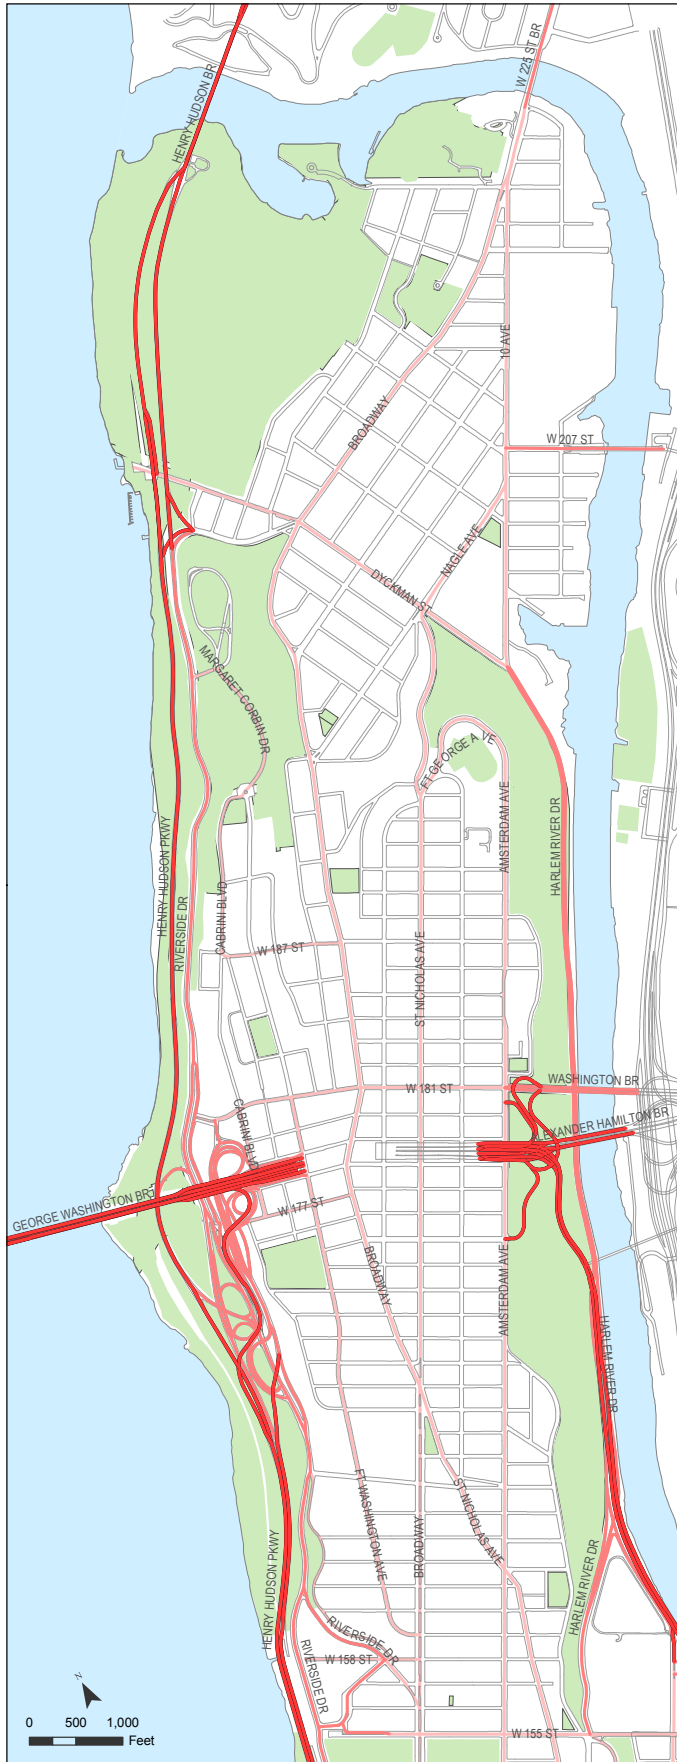 W 225 ST BR
HENRY HUDSON BR
10 AVE
BROADWAY
W 207 ST
NAGLE AVE
DYCKMAN ST
MARGARET CORBIN DR
FT GEORGE A VE
AMSTERDAM AVE
HARLEM RIVER DR
HENRY HUDSON PKWY
RIVERSIDE DR
CABRINI BLVD
W 187 ST
ST NICHOLAS AVE
WASHINGTON BR
W 181 ST
CABRINI BLVD
ALEXANDER HAMILTON BR
GEORGE WASHINGTON BR
W 177 ST
BROADWAY
AMSTERDAM AVE
HARLEM RIVER DR
FT WASHINGTON AVE
ST NICHOLAS AVE
BROADWAY
HARLEM RIVER DR
HENRY HUDSON PKWY
RIVERSIDE DR
W 158 ST
RIVERSIDE DR
W 155 ST
N
0 500 1,000
Feet